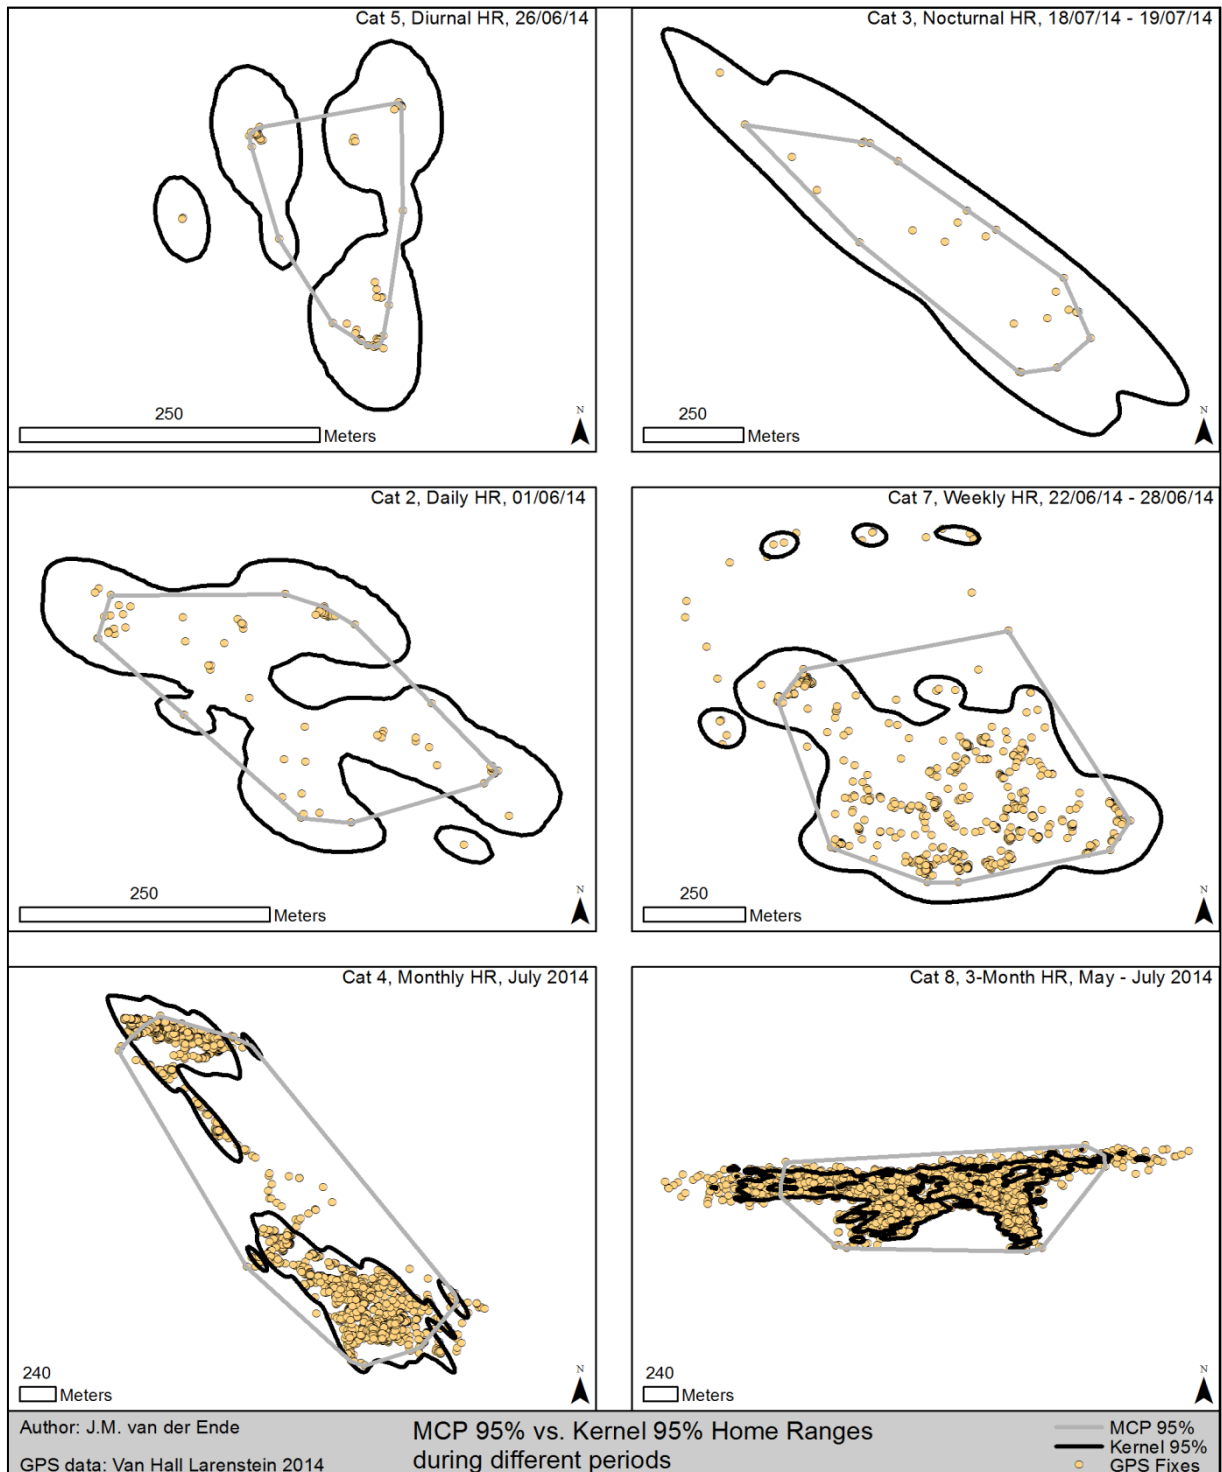 Cat 5, Diurnal HR, 26/06/14
250
Meters
N
Cat 3, Nocturnal HR, 18/07/14 - 19/07/14
250
Meters
N
Cat 2, Daily HR, 01/06/14
250
Meters
N
Cat 7, Weekly HR, 22/06/14 - 28/06/14
250
Meters
N
Cat 4, Monthly HR, July 2014
240
Meters
N
Cat 8, 3-Month HR, May - July 2014
240
Meters
N
Author: J.M. van der Ende
GPS data: Van Hall Larenstein 2014
MCP 95% vs. Kernel 95% Home Ranges
during different periods
MCP 95%
Kernel 95%
GPS Fixes